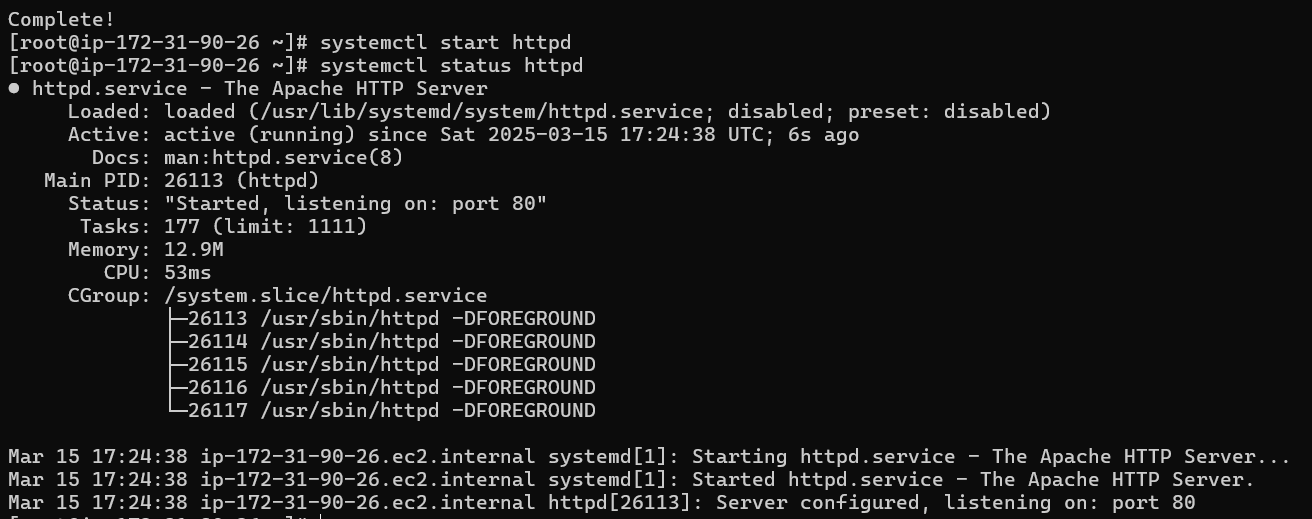 Complete!
[root@ip-172-31-90-26 ~]# systemctl start httpd
[root@ip-172-31-90-26 ~]# systemctl status httpd
● httpd.service - The Apache HTTP Server
     Loaded: loaded (/usr/lib/systemd/system/httpd.service; disabled; preset: disabled)
     Active: active (running) since Sat 2025-03-15 17:24:38 UTC; 6s ago
       Docs: man:httpd.service(8)
   Main PID: 26113 (httpd)
     Status: "Started, listening on: port 80"
      Tasks: 177 (limit: 1111)
     Memory: 12.9M
        CPU: 53ms
     CGroup: /system.slice/httpd.service
             ├─26113 /usr/sbin/httpd -DFOREGROUND
             ├─26114 /usr/sbin/httpd -DFOREGROUND
             ├─26115 /usr/sbin/httpd -DFOREGROUND
             ├─26116 /usr/sbin/httpd -DFOREGROUND
             └─26117 /usr/sbin/httpd -DFOREGROUND

Mar 15 17:24:38 ip-172-31-90-26.ec2.internal systemd[1]: Starting httpd.service - The Apache HTTP Server...
Mar 15 17:24:38 ip-172-31-90-26.ec2.internal systemd[1]: Started httpd.service - The Apache HTTP Server.
Mar 15 17:24:38 ip-172-31-90-26.ec2.internal httpd[26113]: Server configured, listening on: port 80